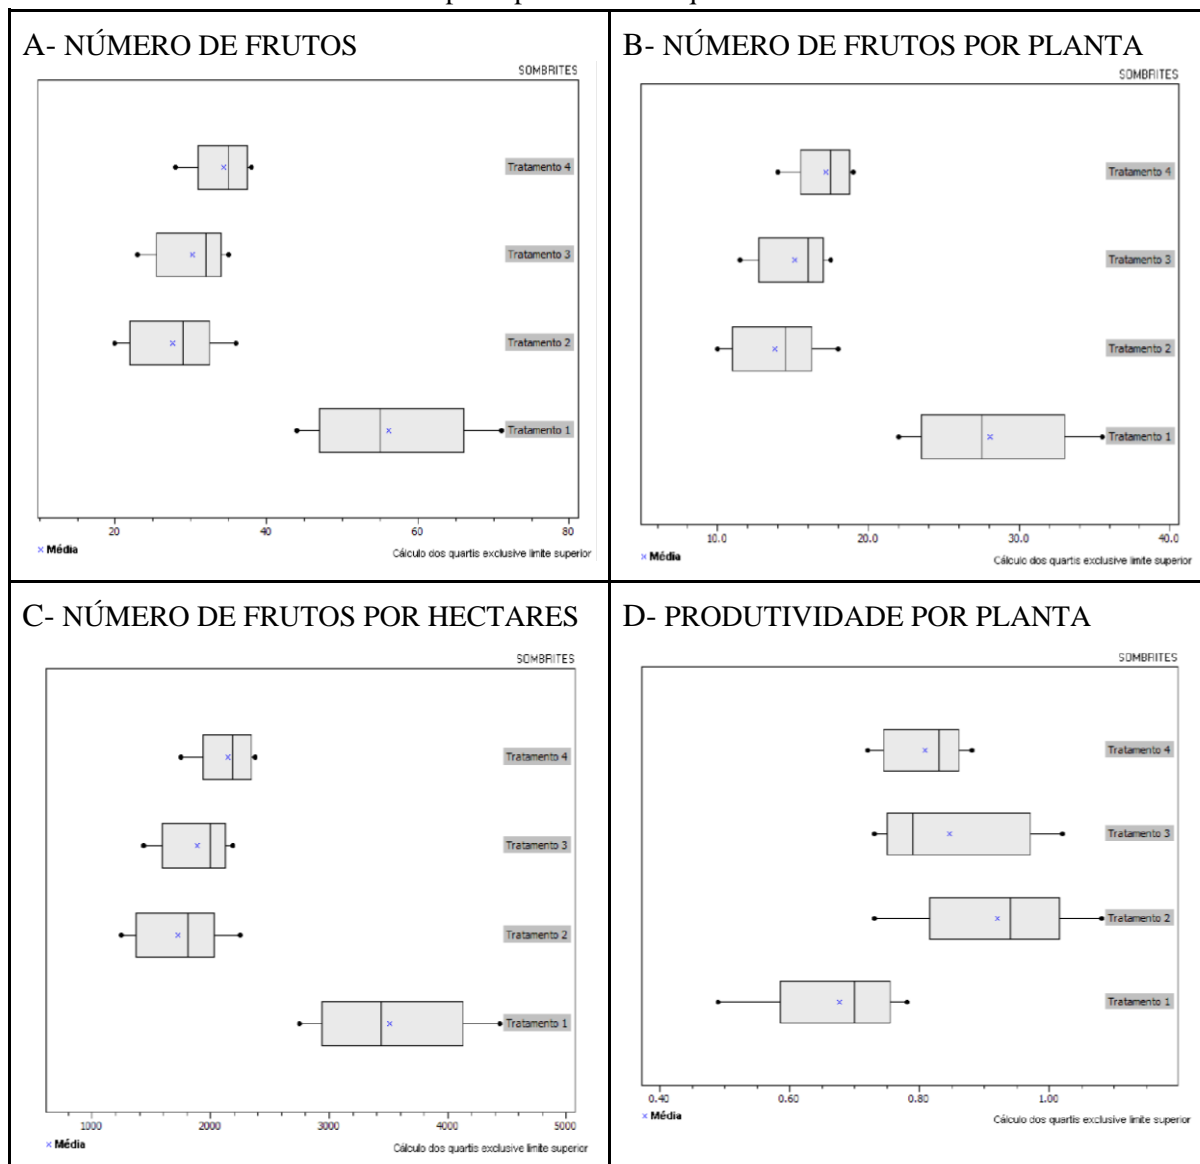 A- NÚMERO DE FRUTOS
SOMBRITES
Tratamento 4
Tratamento 3
Tratamento 2
Tratamento 1
20 40 60 80
× Média
Cálculo dos quartis exclusive limite superior
B- NÚMERO DE FRUTOS POR PLANTA
SOMBRITES
Tratamento 4
Tratamento 3
Tratamento 2
Tratamento 1
10.0 20.0 30.0 40.0
× Média
Cálculo dos quartis exclusive limite superior
C- NÚMERO DE FRUTOS POR HECTARES
SOMBRITES
Tratamento 4
Tratamento 3
Tratamento 2
Tratamento 1
1000 2000 3000 4000 5000
× Média
Cálculo dos quartis exclusive limite superior
D- PRODUTIVIDADE POR PLANTA
SOMBRITES
Tratamento 4
Tratamento 3
Tratamento 2
Tratamento 1
0.40 0.60 0.80 1.00
× Média
Cálculo dos quartis exclusive limite superior